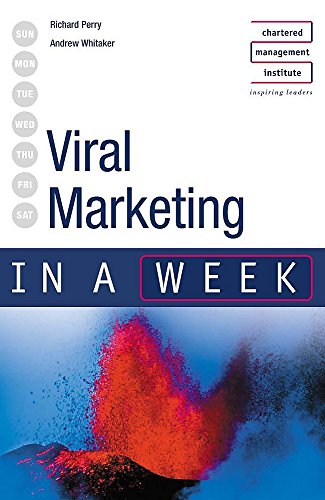 Richard Perry
Andrew Whitaker
chartered
management
institute
inspiring leaders
SUN
MON
TUE
WED
THU
FRI
SAT
Viral
Marketing
IN A WEEK